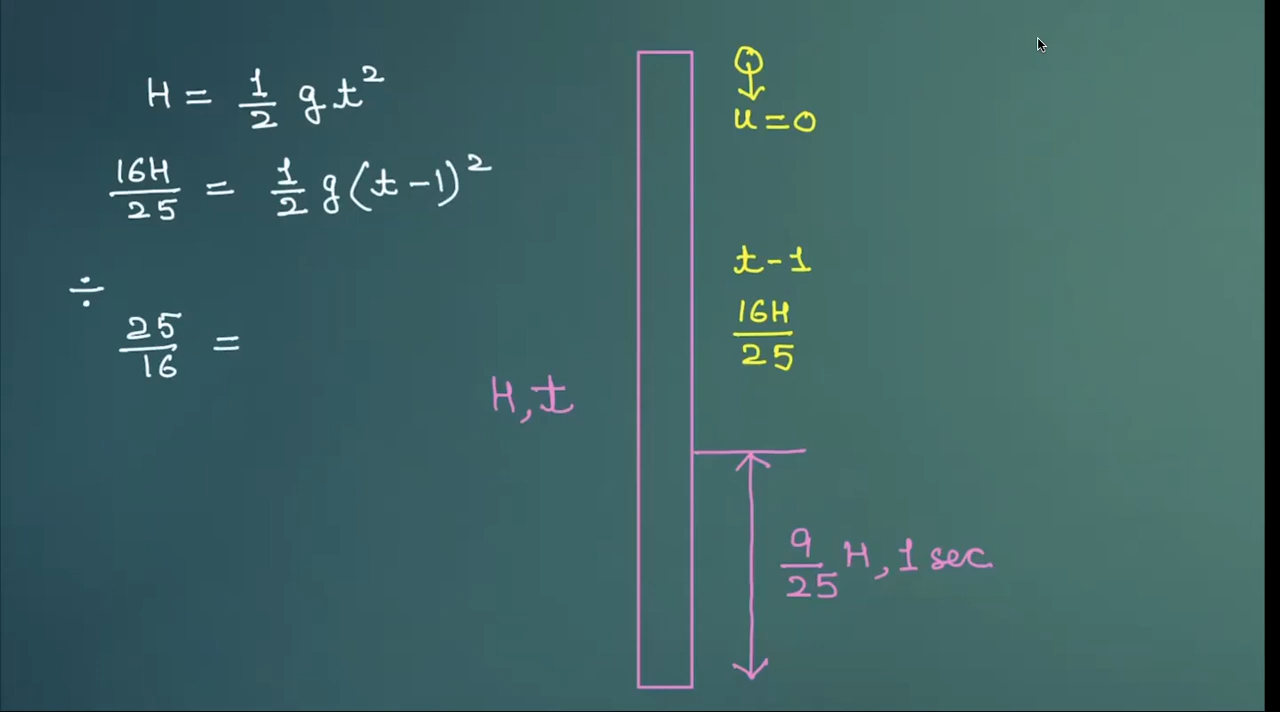 H = 1/2 gt²
16H/25 = 1/2 g(t-1)²
÷
25/16 =
H, t
u=0
t-1
16H/25
9/25 H, 1 sec